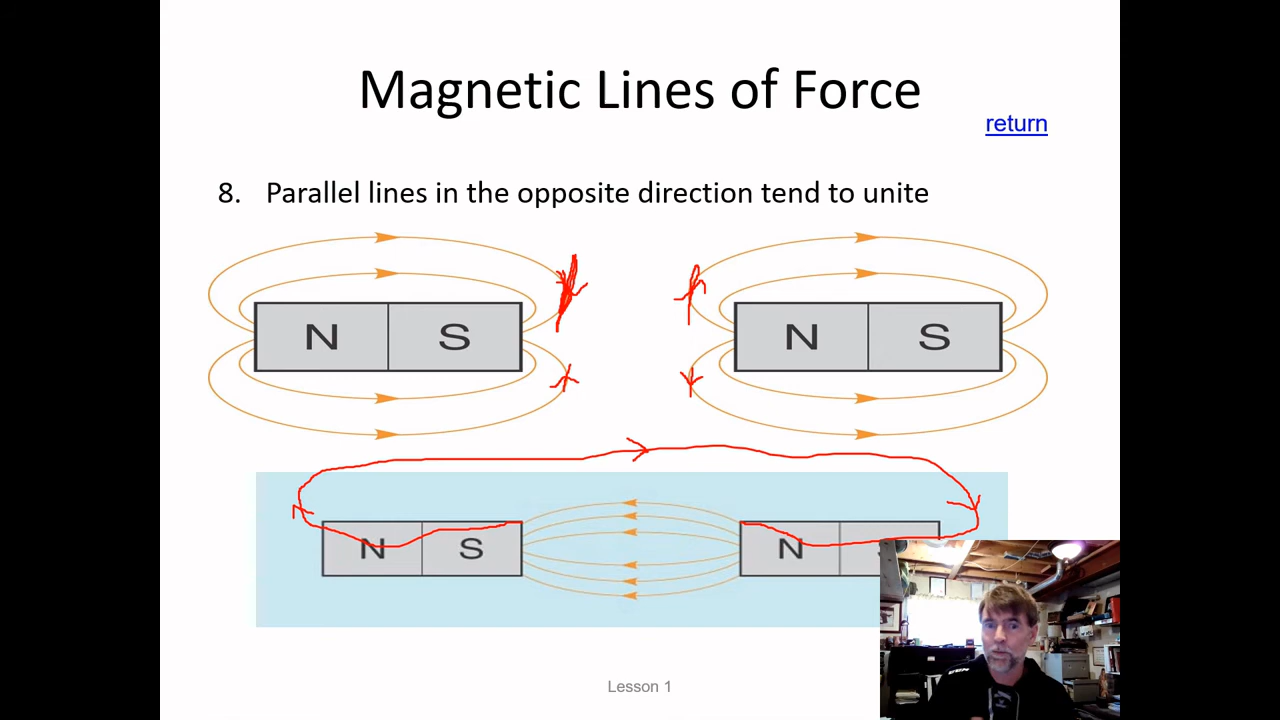 Magnetic Lines of Force
return
8. Parallel lines in the opposite direction tend to unite
N S N S
N S N
Lesson 1